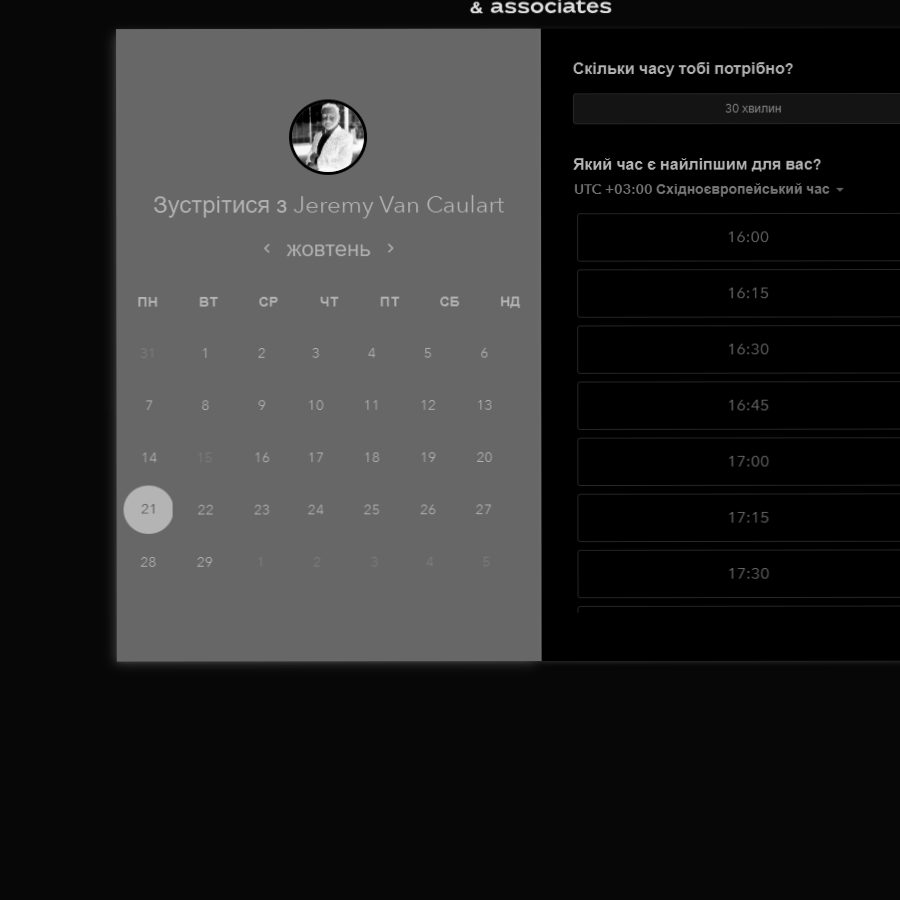 & associates
Зустрітися з Jeremy Van Caulart
жовтень
ПН ВТ СР ЧТ ПТ СБ НД
31 1 2 3 4 5 6
7 8 9 10 11 12 13
14 15 16 17 18 19 20
21 22 23 24 25 26 27
28 29 1 2 3 4 5
Скільки часу тобі потрібно?
30 хвилин
Який час є найліпшим для вас?
UTC +03:00 Східноєвропейський час
16:00
16:15
16:30
16:45
17:00
17:15
17:30